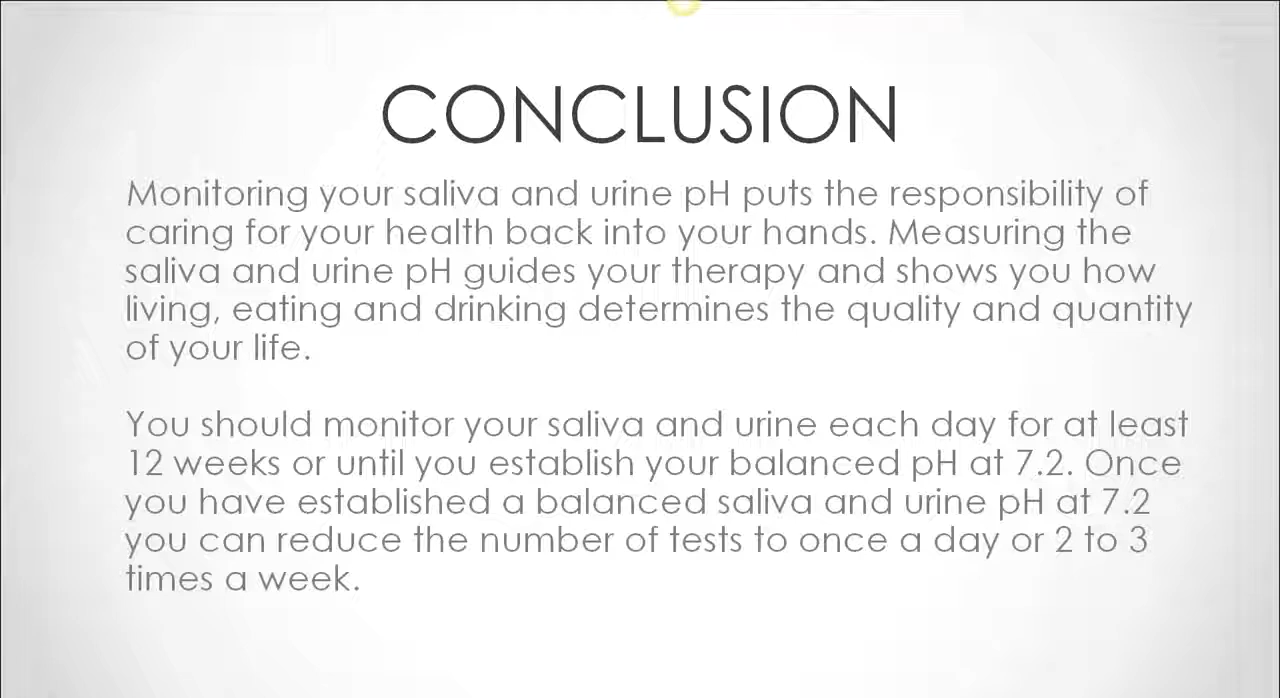 CONCLUSION
Monitoring your saliva and urine pH puts the responsibility of
caring for your health back into your hands. Measuring the
saliva and urine pH guides your therapy and shows you how
living, eating and drinking determines the quality and quantity
of your life.
You should monitor your saliva and urine each day for at least
12 weeks or until you establish your balanced pH at 7.2. Once
you have established a balanced saliva and urine pH at 7.2
you can reduce the number of tests to once a day or 2 to 3
times a week.